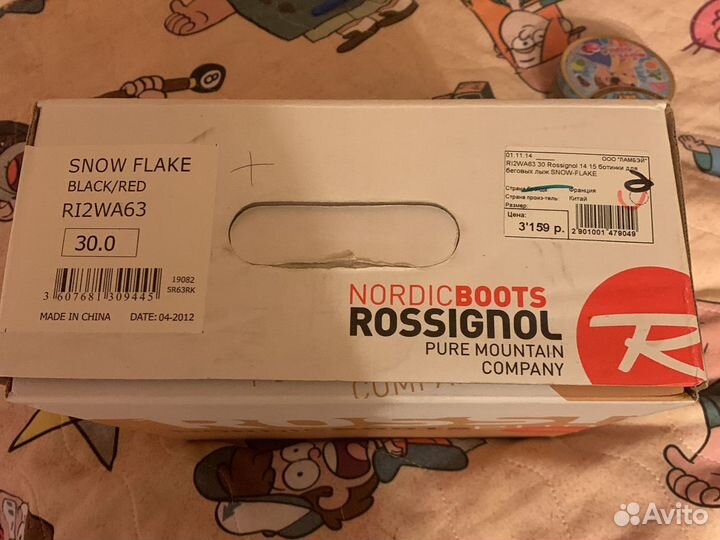 SNOW FLAKE
BLACK/RED
RI2WA63
30.0
19082
SR63RK
3 607681 309445
MADE IN CHINA DATE: 04-2012
01.11.14 ООО "ЛАМБЭЙ"
RI2WA63 30 Rossignol 14 15 ботинки для
беговых лыж SNOW-FLAKE
Страна Франция
Страна произ-тель Китай
Размер:
Цена:
3'159 р.
2 901001 479049
NORDICBOOTS
ROSSIGNOL
PURE MOUNTAIN
COMPANY
R
8
Avito